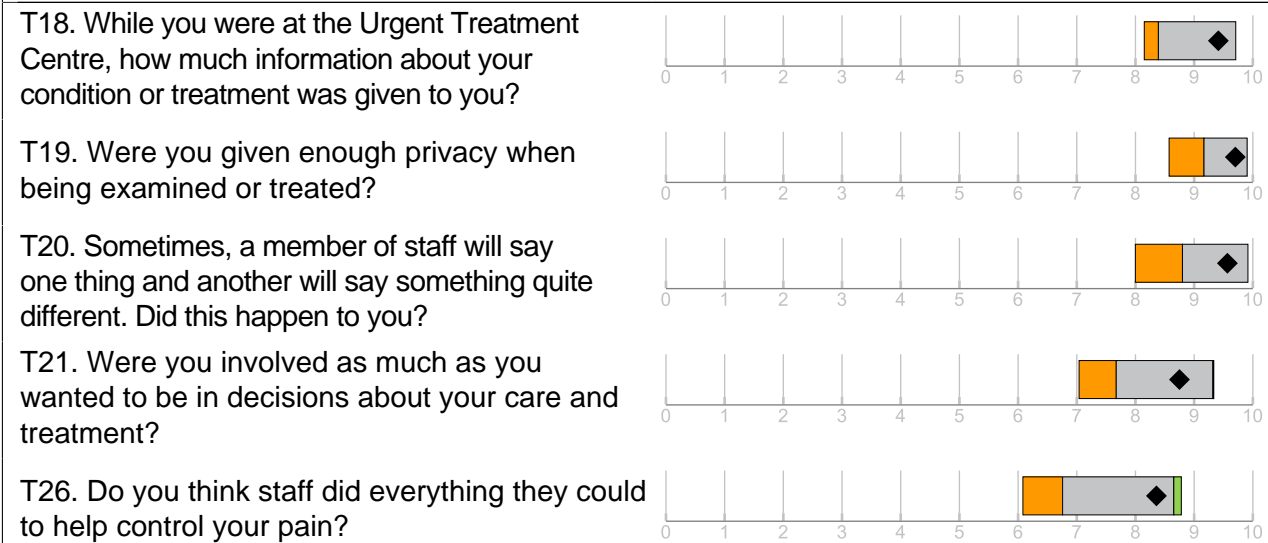 T18. While you were at the Urgent Treatment
Centre, how much information about your
condition or treatment was given to you?
0 1 2 3 4 5 6 7 8 9 10
T19. Were you given enough privacy when
being examined or treated?
0 1 2 3 4 5 6 7 8 9 10
T20. Sometimes, a member of staff will say
one thing and another will say something quite
different. Did this happen to you?
0 1 2 3 4 5 6 7 8 9 10
T21. Were you involved as much as you
wanted to be in decisions about your care and
treatment?
0 1 2 3 4 5 6 7 8 9 10
T26. Do you think staff did everything they could
to help control your pain?
0 1 2 3 4 5 6 7 8 9 10